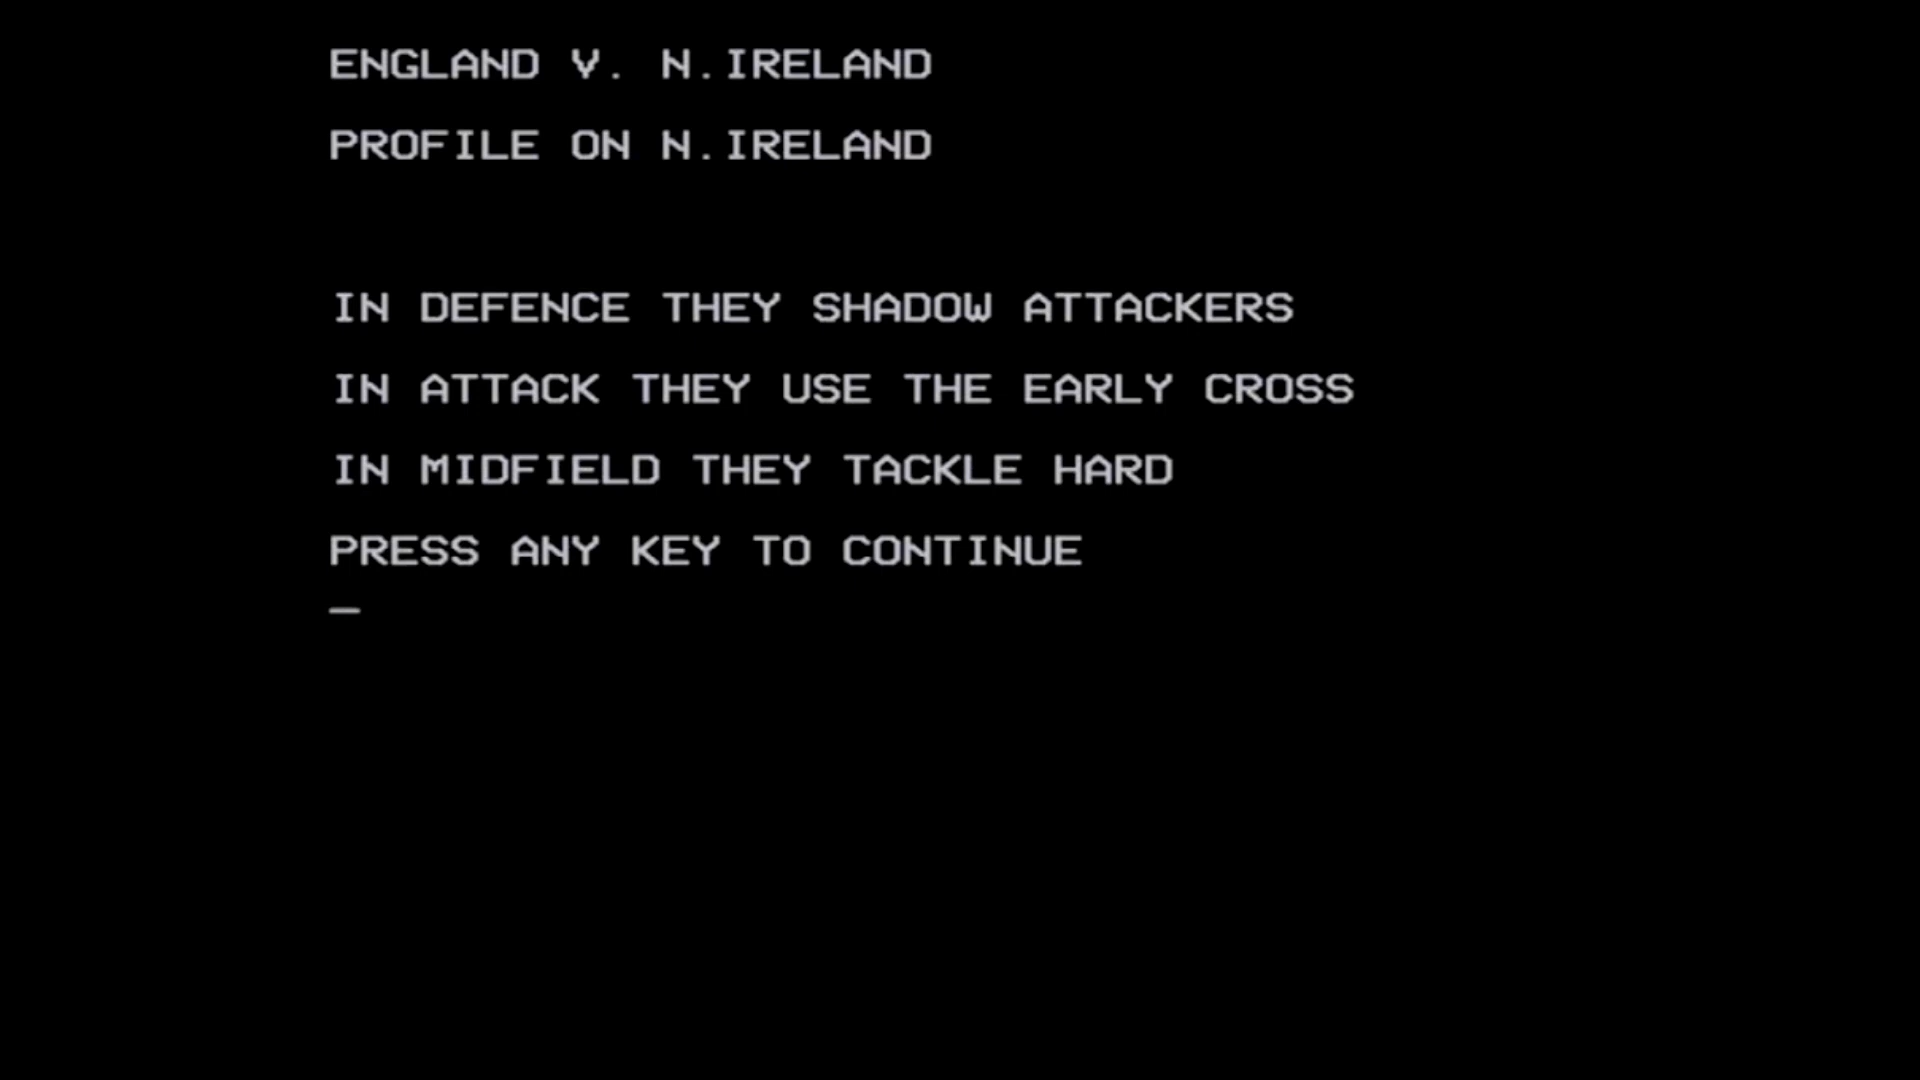 ENGLAND V. N.IRELAND
PROFILE ON N.IRELAND
IN DEFENCE THEY SHADOW ATTACKERS
IN ATTACK THEY USE THE EARLY CROSS
IN MIDFIELD THEY TACKLE HARD
PRESS ANY KEY TO CONTINUE
_